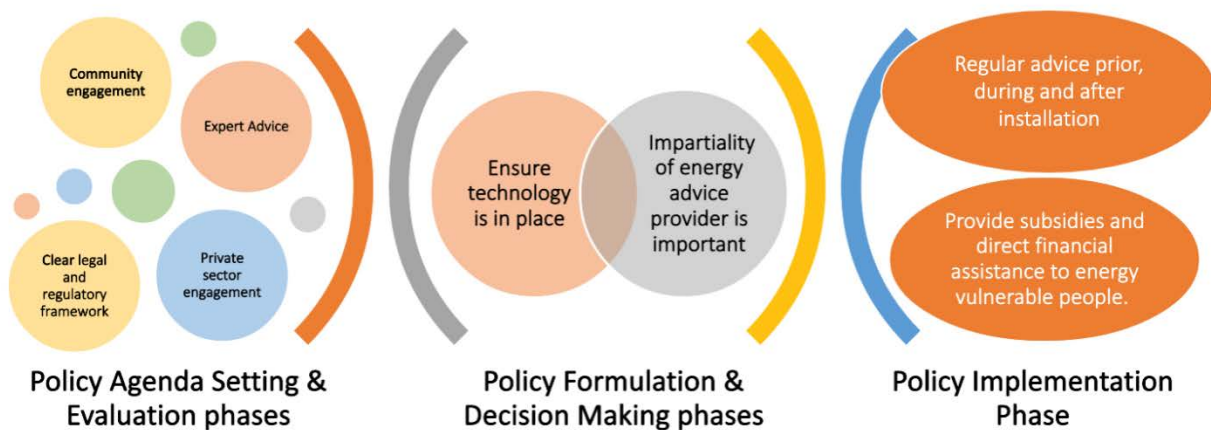 Community
engagement
Expert Advice
Clear legal
and
regulatory
framework
Private
sector
engagement
Policy Agenda Setting &
Evaluation phases
Ensure
technology
is in place
Impartiality
of energy
advice
provider is
important
Policy Formulation &
Decision Making phases
Regular advice prior,
during and after
installation
Provide subsidies and
direct financial
assistance to energy
vulnerable people.
Policy Implementation
Phase